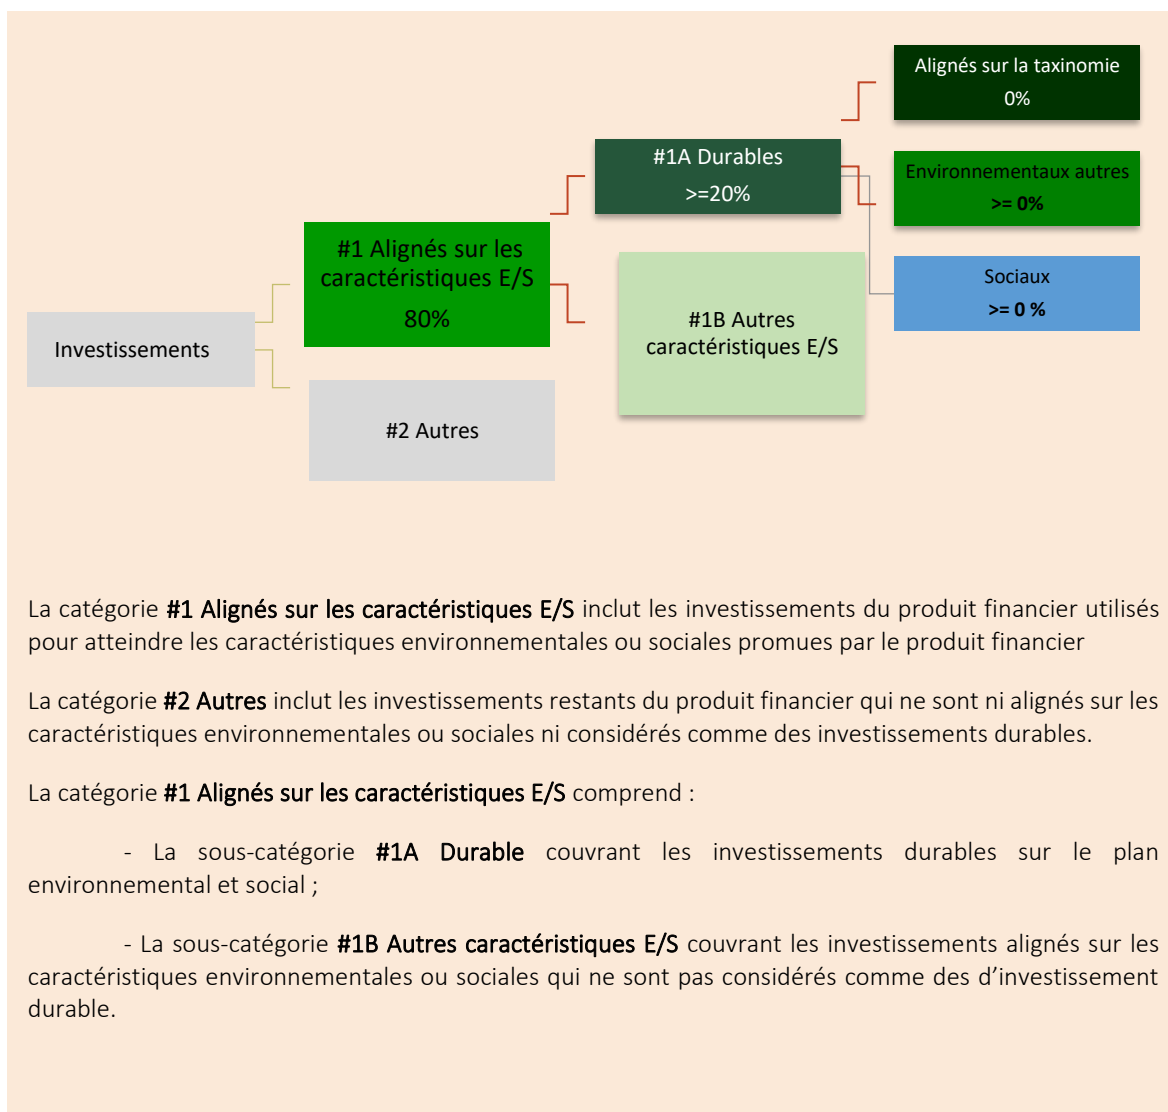 Alignés sur la taxinomie
0%
#1A Durables
>=20%
Environnementaux autres
>= 0%
#1 Alignés sur les
caractéristiques E/S
80%
Sociaux
>= 0 %
#1B Autres
caractéristiques E/S
Investissements
#2 Autres
La catégorie #1 Alignés sur les caractéristiques E/S inclut les investissements du produit financier utilisés
pour atteindre les caractéristiques environnementales ou sociales promues par le produit financier
La catégorie #2 Autres inclut les investissements restants du produit financier qui ne sont ni alignés sur les
caractéristiques environnementales ou sociales ni considérés comme des investissements durables.
La catégorie #1 Alignés sur les caractéristiques E/S comprend :
- La sous-catégorie #1A Durable couvrant les investissements durables sur le plan
environnemental et social ;
- La sous-catégorie #1B Autres caractéristiques E/S couvrant les investissements alignés sur les
caractéristiques environnementales ou sociales qui ne sont pas considérés comme des d’investissement
durable.